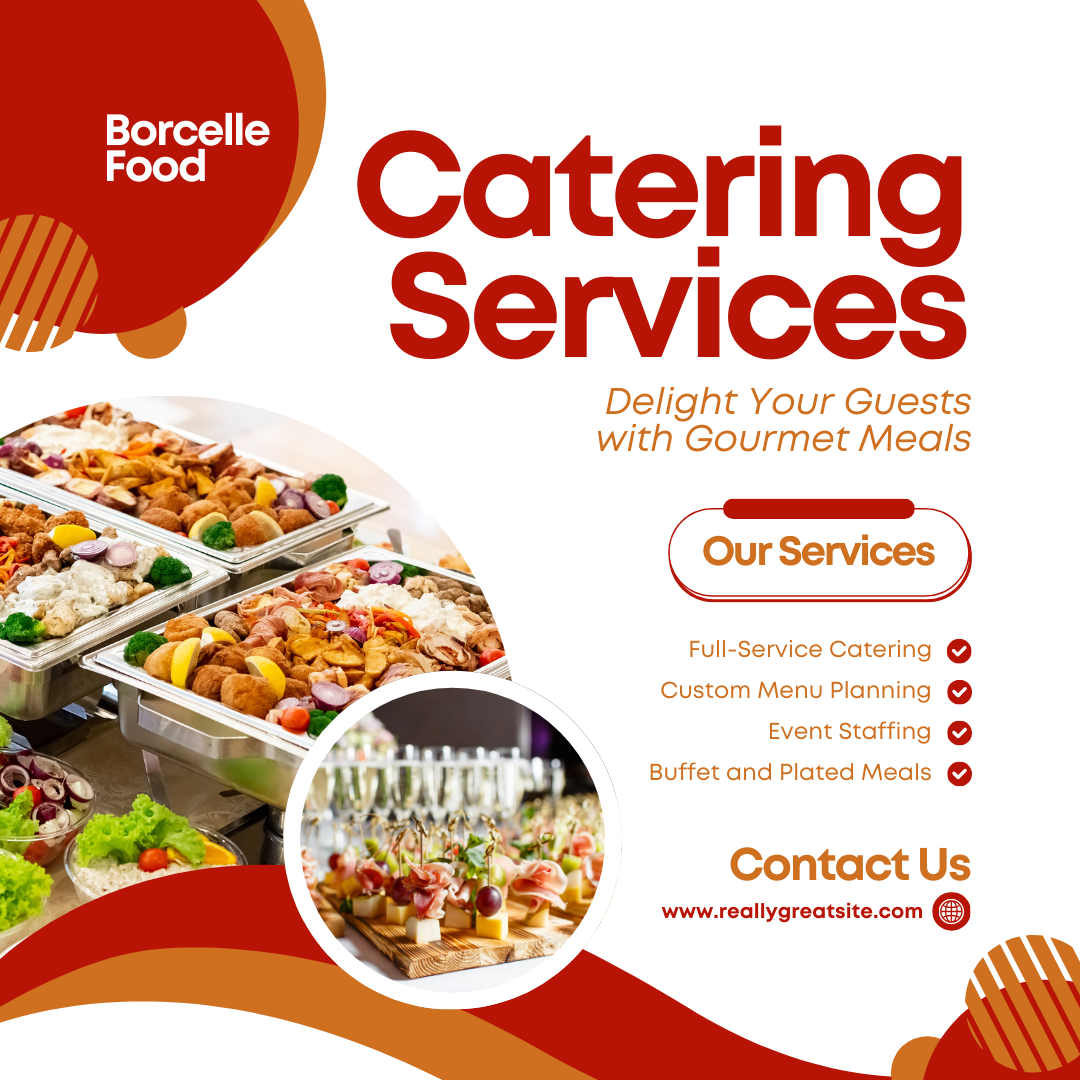 Borcelle
Food
Catering
Services
Delight Your Guests
with Gourmet Meals
Our Services
Full-Service Catering
Custom Menu Planning
Event Staffing
Buffet and Plated Meals
Contact Us
www.reallygreatsite.com